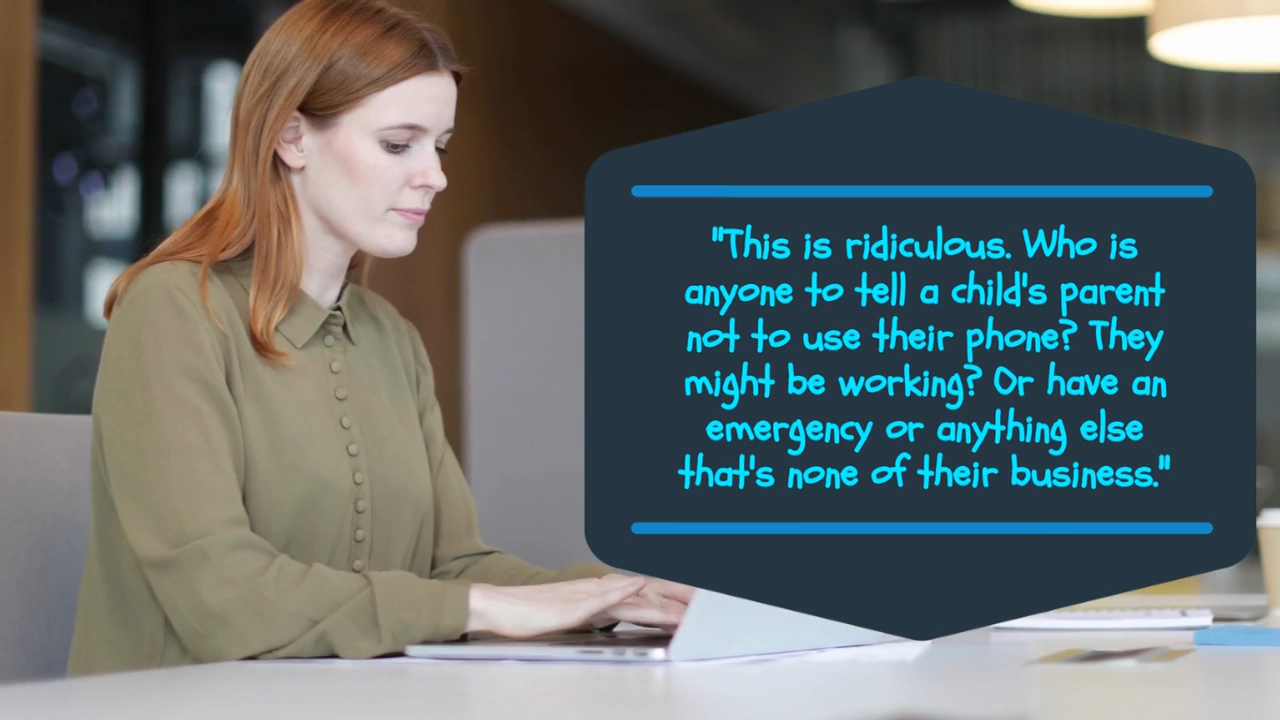 "This is ridiculous. Who is
anyone to tell a child's parent
not to use their phone? They
might be working? Or have an
emergency or anything else
that's none of their business."